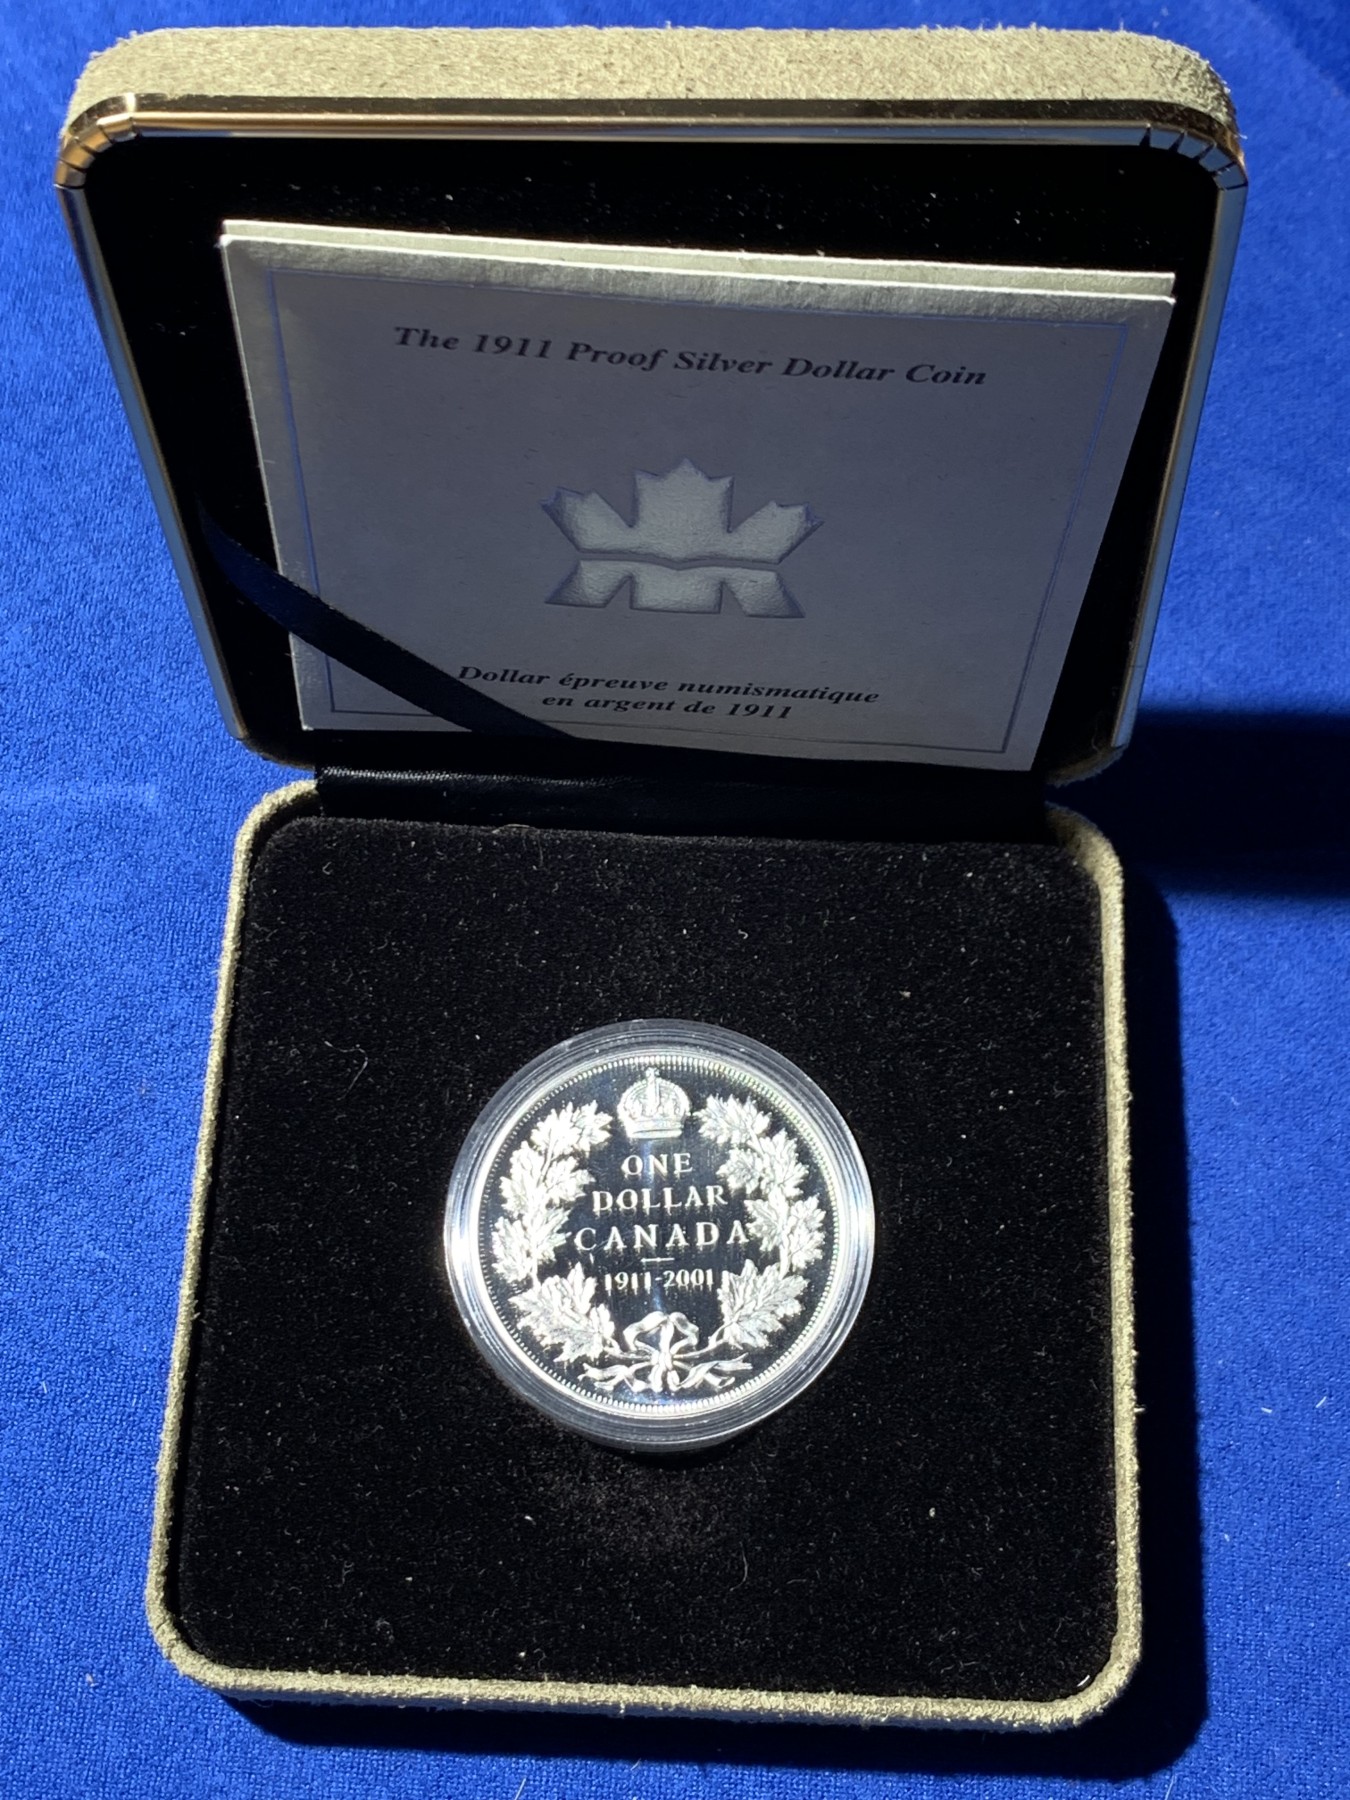 The 1911 Proof Silver Dollar Coin
Dollar épreuve numismatique
en argent de 1911
ONE
DOLLAR
CANADA
1911-2001